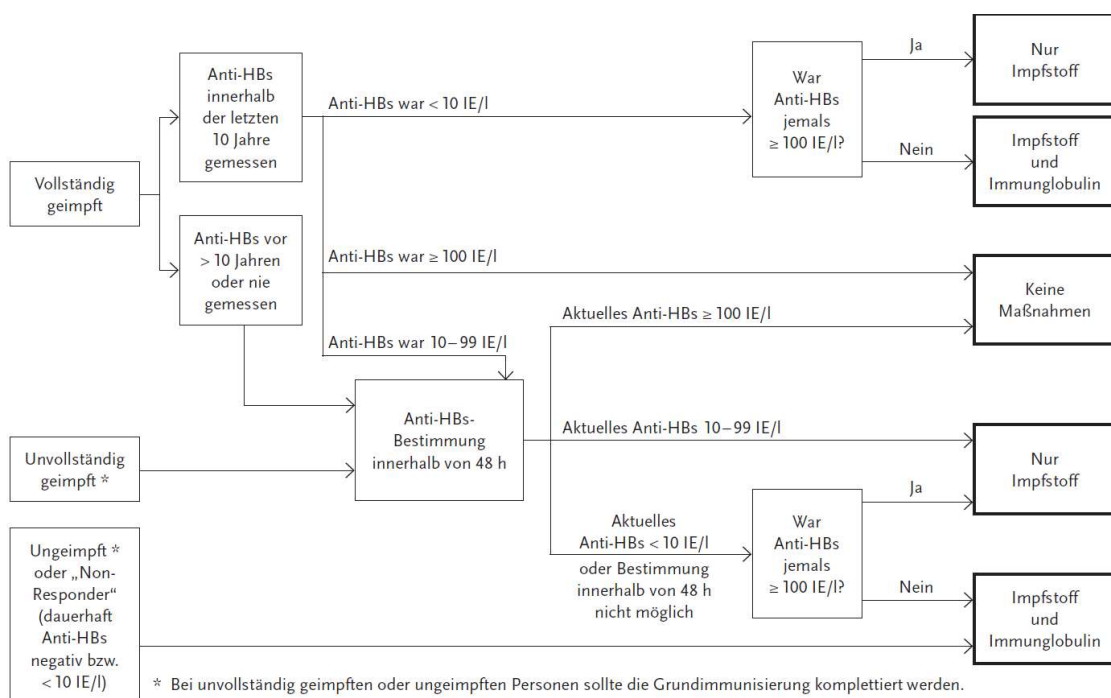 Vollständig
geimpft
Anti-HBs
innerhalb
der letzten
10 Jahre
gemessen
Anti-HBs vor
> 10 Jahren
oder nie
gemessen
Anti-HBs war < 10 IE/l
War
Anti-HBs
jemals
≥ 100 IE/l?
Ja
Nur
Impfstoff
Nein
Impfstoff
und
Immunglobulin
Anti-HBs war ≥ 100 IE/l
Keine
Maßnahmen
Anti-HBs war 10–99 IE/l
Aktuelles Anti-HBs ≥ 100 IE/l
Unvollständig
geimpft *
Anti-HBs-
Bestimmung
innerhalb von 48 h
Aktuelles Anti-HBs 10–99 IE/l
Nur
Impfstoff
Aktuelles
Anti-HBs < 10 IE/l
oder Bestimmung
innerhalb von 48 h
nicht möglich
War
Anti-HBs
jemals
≥ 100 IE/l?
Ja
Nein
Impfstoff
und
Immunglobulin
Ungeimpft *
oder „Non-
Responder“
(dauerhaft
Anti-HBs
negativ bzw.
< 10 IE/l)
* Bei unvollständig geimpften oder ungeimpften Personen sollte die Grundimmunisierung komplettiert werden.